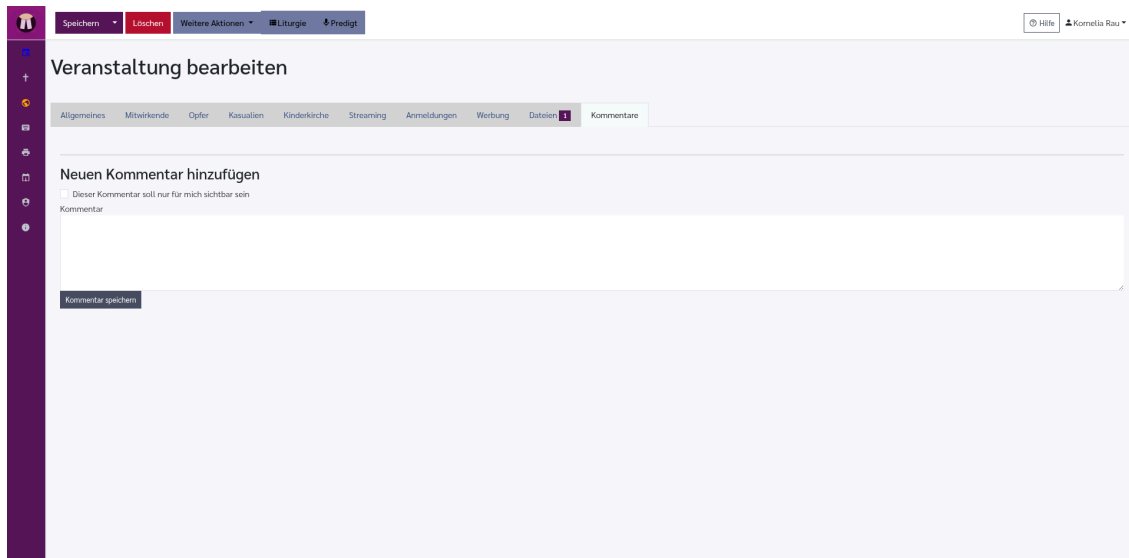 Speichern Löschen Weitere Aktionen Liturgie Predigt Hilfe Kornelia Rau
Veranstaltung bearbeiten
Allgemeines Mitwirkende Opfer Kasualien Kinderkirche Streaming Anmeldungen Werbung Dateien 1 Kommentare
Neuen Kommentar hinzufügen
Dieser Kommentar soll nur für mich sichtbar sein
Kommentar
Kommentar speichern